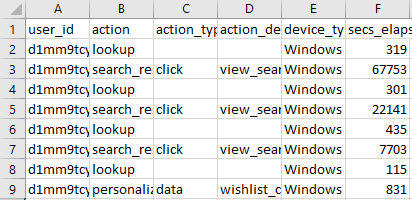 A B C D E F
1 user_id action action_typ action_de device_ty secs_elaps
2 d1mm9tcy lookup Windows 319
3 d1mm9tcy search_re click view_sear Windows 67753
4 d1mm9tcy lookup Windows 301
5 d1mm9tcy search_re click view_sear Windows 22141
6 d1mm9tcy lookup Windows 435
7 d1mm9tcy search_re click view_sear Windows 7703
8 d1mm9tcy lookup Windows 115
9 d1mm9tcy personaliz data wishlist_c Windows 831